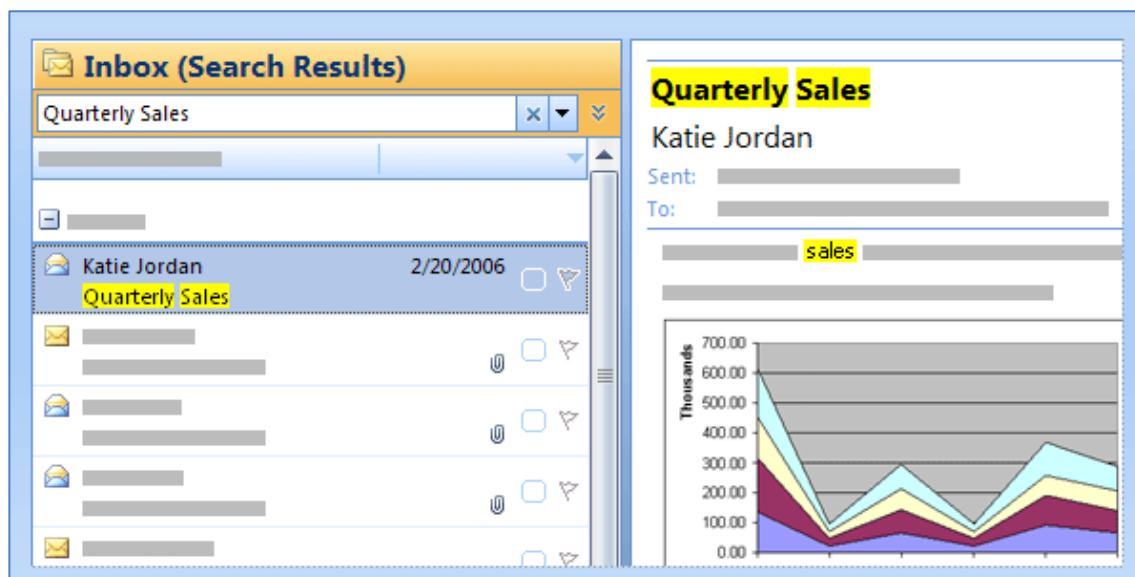 Inbox (Search Results)
Quarterly Sales
Katie Jordan 2/20/2006
Quarterly Sales
Quarterly Sales
Katie Jordan
Sent:
To:
sales
Thousands
700.00
600.00
500.00
400.00
300.00
200.00
100.00
0.00